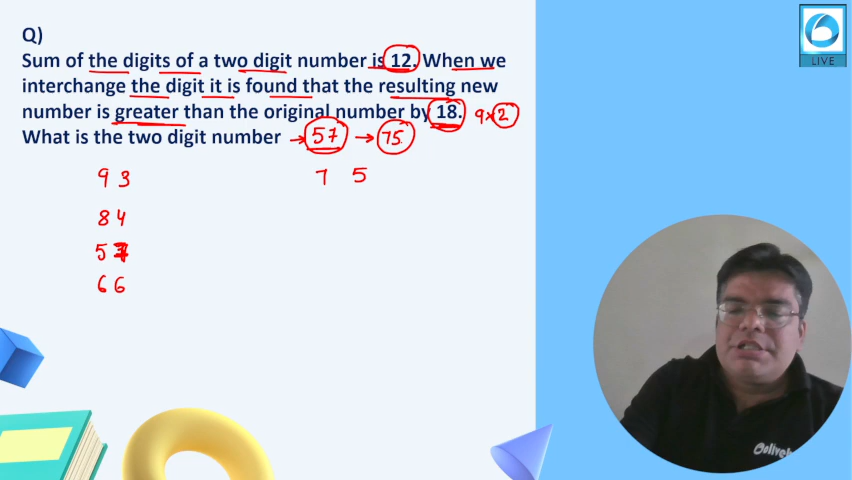 Q)
Sum of the digits of a two digit number is 12. When we
interchange the digit it is found that the resulting new
number is greater than the original number by 18. 9×2
What is the two digit number → 57 → 75
9 3 7 5
8 4
5 7
6 6
LIVE